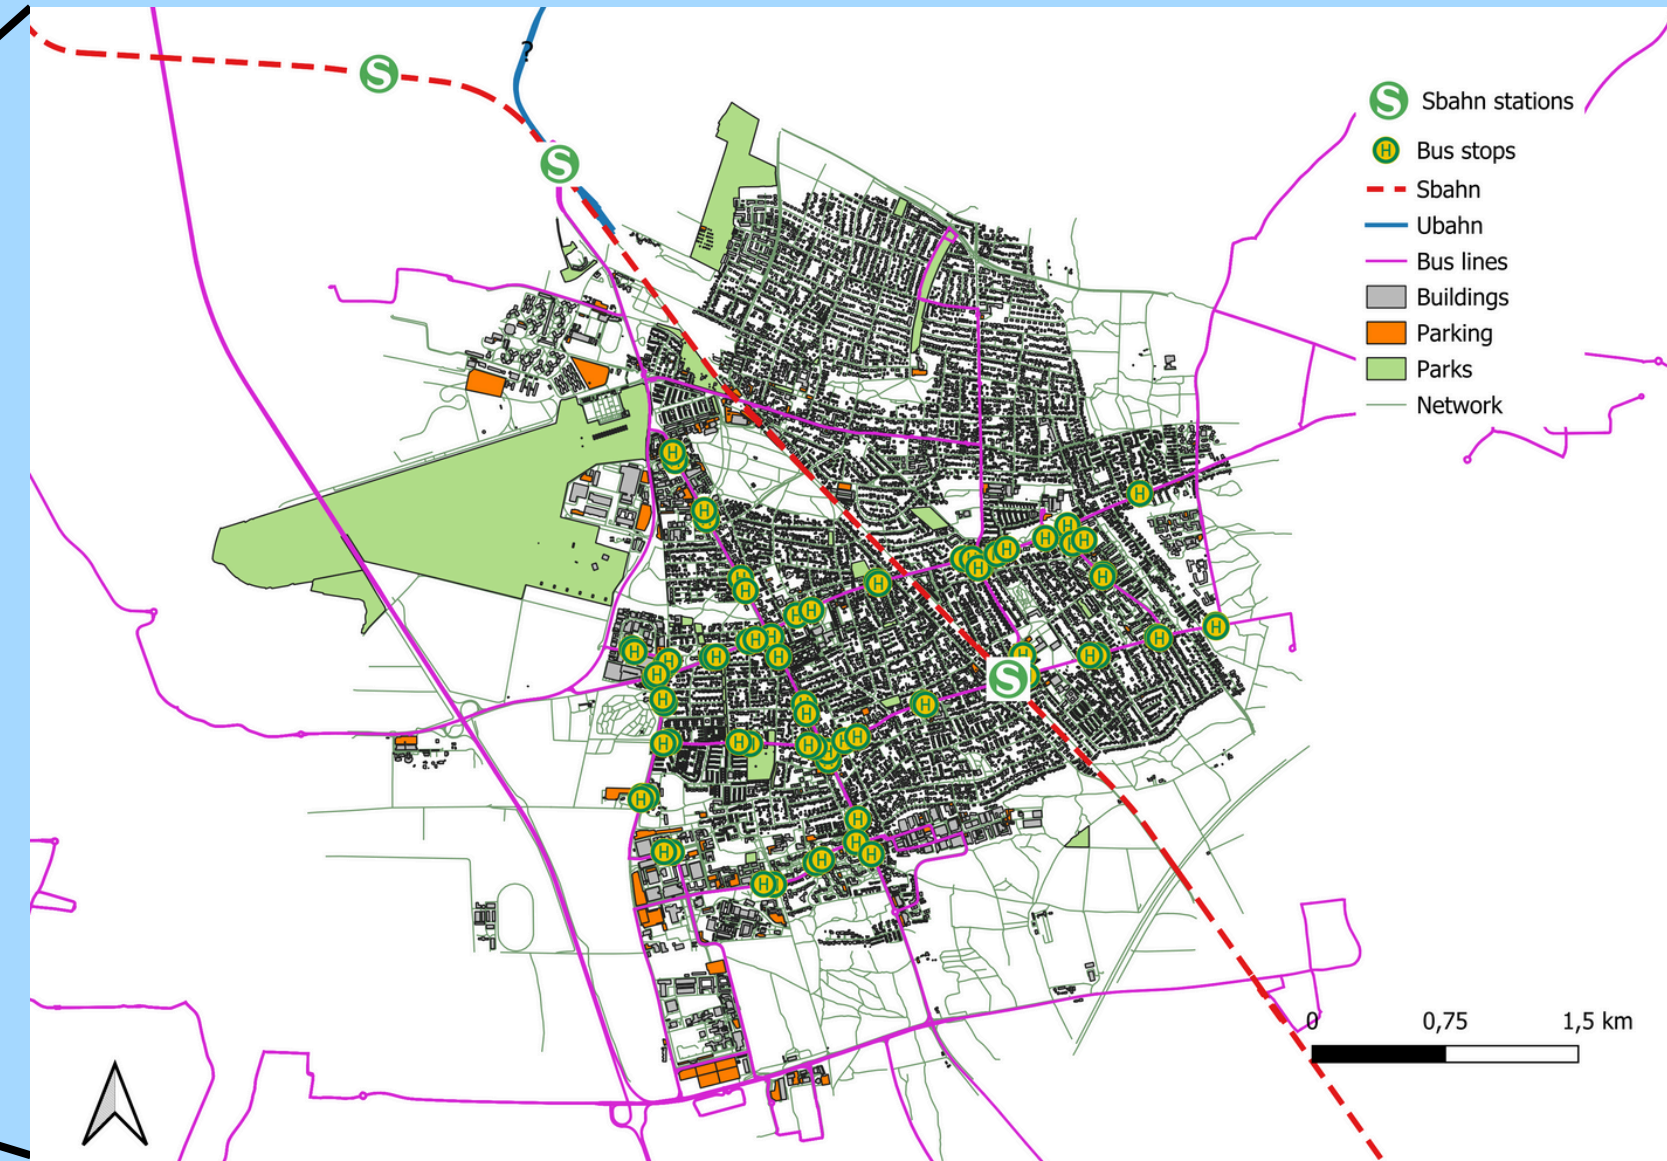 ?
S
S
S
S Sbahn stations
H Bus stops
Sbahn
Ubahn
Bus lines
Buildings
Parking
Parks
Network
0 0,75 1,5 km